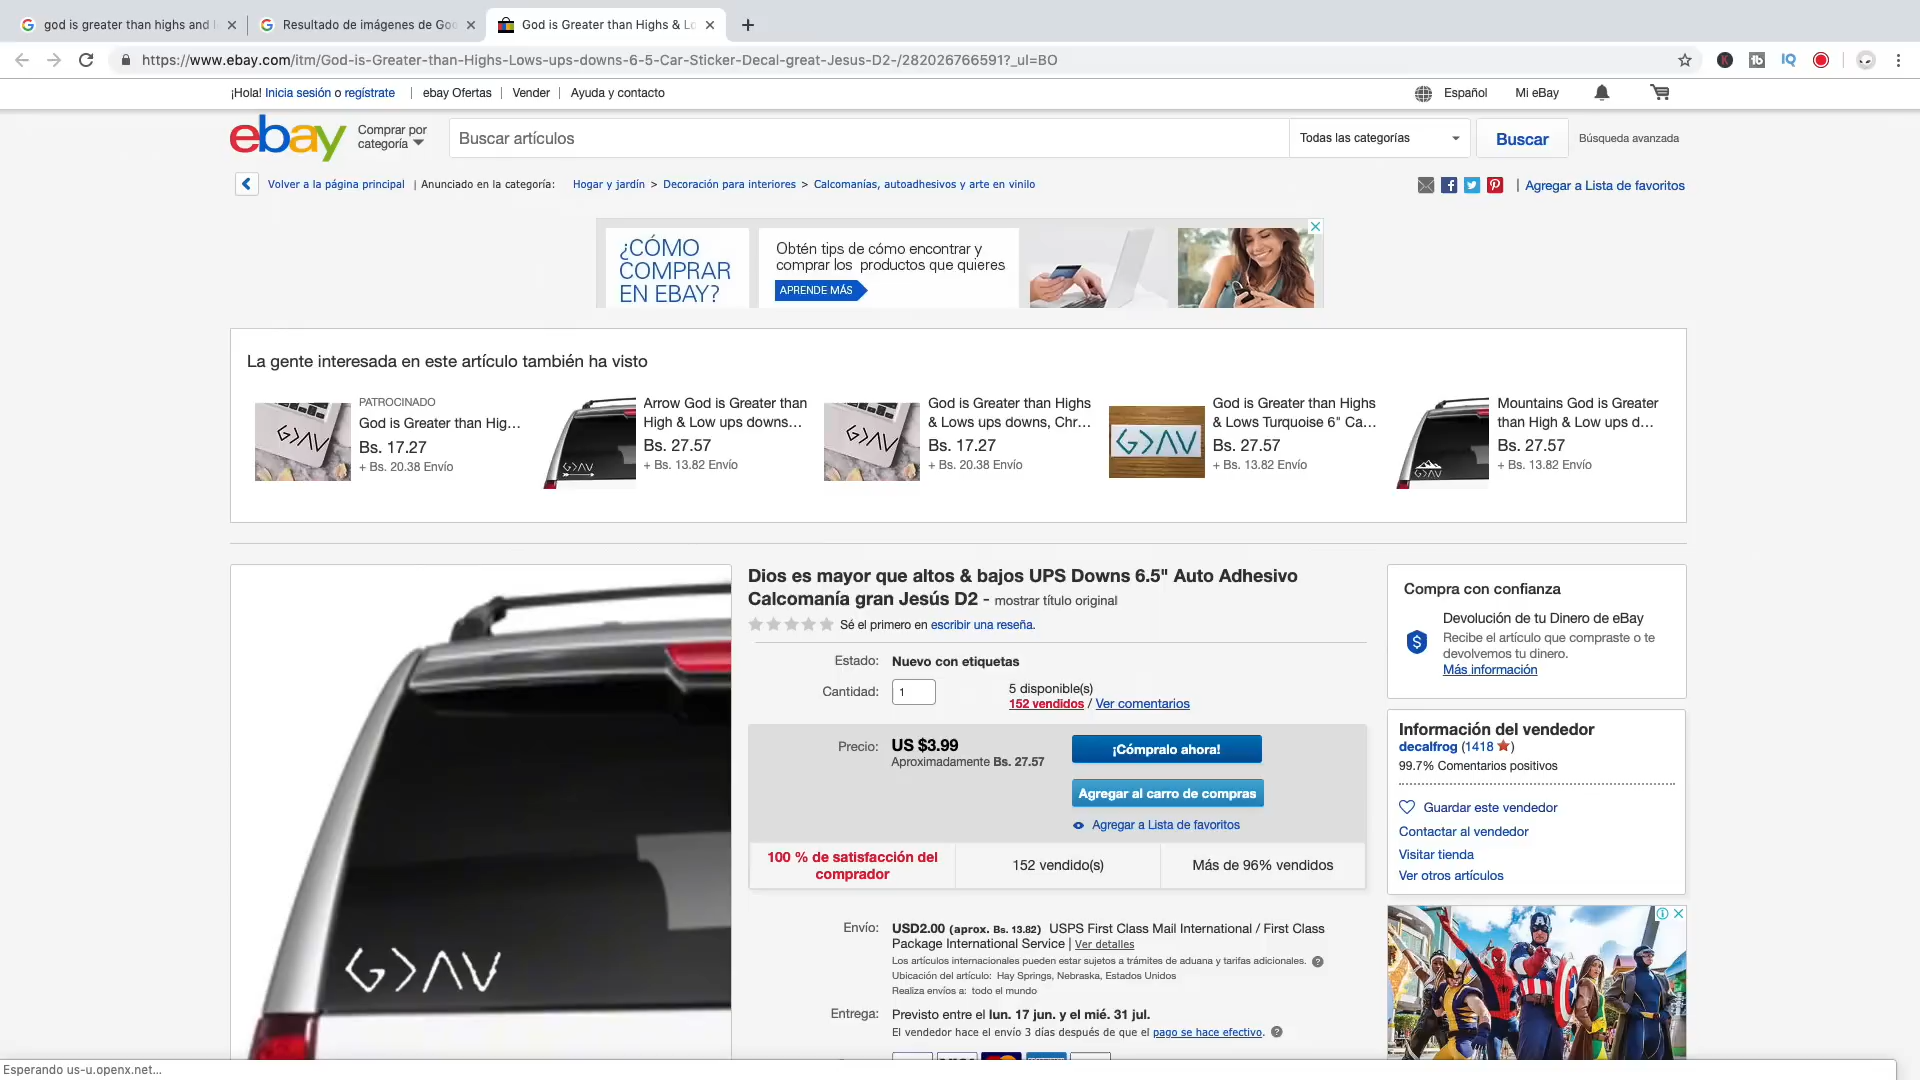 god is greater than highs and l
Resultado de imágenes de Goo
God is Greater than Highs & Lo
https://www.ebay.com/itm/God-is-Greater-than-Highs-Lows-ups-downs-6-5-Car-Sticker-Decal-great-Jesus-D2-/282026766591?_ul=BO
¡Hola! Inicia sesión o regístrate | ebay Ofertas | Vender | Ayuda y contacto
Español
Mi eBay
ebay
Comprar por
categoría
Buscar artículos
Todas las categorías
Buscar
Búsqueda avanzada
Volver a la página principal | Anunciado en la categoría: Hogar y jardín > Decoración para interiores > Calcomanías, autoadhesivos y arte en vinilo
| Agregar a Lista de favoritos
¿CÓMO
COMPRAR
EN EBAY?
Obtén tips de cómo encontrar y
comprar los productos que quieres
APRENDE MÁS
La gente interesada en este artículo también ha visto
PATROCINADO
God is Greater than Hig...
Bs. 17.27
+ Bs. 20.38 Envío
Arrow God is Greater than
High & Low ups downs...
Bs. 27.57
+ Bs. 13.82 Envío
God is Greater than Highs
& Lows ups downs, Chr...
Bs. 17.27
+ Bs. 20.38 Envío
God is Greater than Highs
& Lows Turquoise 6" Ca...
Bs. 27.57
+ Bs. 13.82 Envío
Mountains God is Greater
than High & Low ups d...
Bs. 27.57
+ Bs. 13.82 Envío
G>ΛV
Dios es mayor que altos & bajos UPS Downs 6.5" Auto Adhesivo
Calcomanía gran Jesús D2 - mostrar título original
Sé el primero en escribir una reseña.
Estado: Nuevo con etiquetas
Cantidad: 1
5 disponible(s)
152 vendidos / Ver comentarios
Precio: US $3.99
Aproximadamente Bs. 27.57
¡Cómpralo ahora!
Agregar al carro de compras
Agregar a Lista de favoritos
100 % de satisfacción del
comprador
152 vendido(s)
Más de 96% vendidos
Envío: USD2.00 (aprox. Bs. 13.82) USPS First Class Mail International / First Class
Package International Service | Ver detalles
Los artículos internacionales pueden estar sujetos a trámites de aduana y tarifas adicionales.
Ubicación del artículo: Hay Springs, Nebraska, Estados Unidos
Realiza envíos a: todo el mundo
Entrega: Previsto entre el lun. 17 jun. y el mié. 31 jul.
El vendedor hace el envío 3 días después de que el pago se hace efectivo.
Compra con confianza
Devolución de tu Dinero de eBay
Recibe el artículo que compraste o te
devolvemos tu dinero.
Más información
Información del vendedor
decalfrog (1418)
99.7% Comentarios positivos
Guardar este vendedor
Contactar al vendedor
Visitar tienda
Ver otros artículos
Esperando us-u.openx.net...